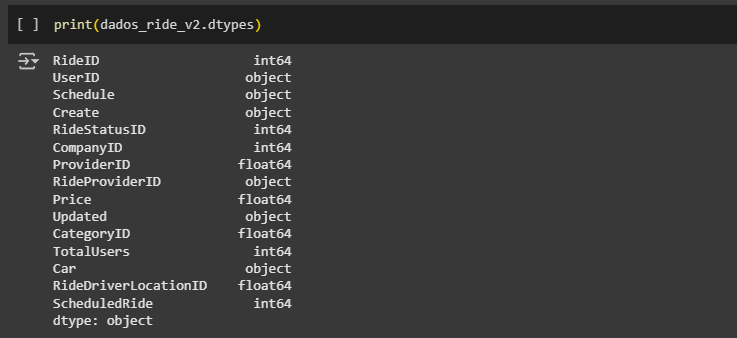 [ ] print(dados_ride_v2.dtypes)
RideID int64
UserID object
Schedule object
Create object
RideStatusID int64
CompanyID int64
ProviderID float64
RideProviderID object
Price float64
Updated object
CategoryID float64
TotalUsers int64
Car object
RideDriverLocationID float64
ScheduledRide int64
dtype: object